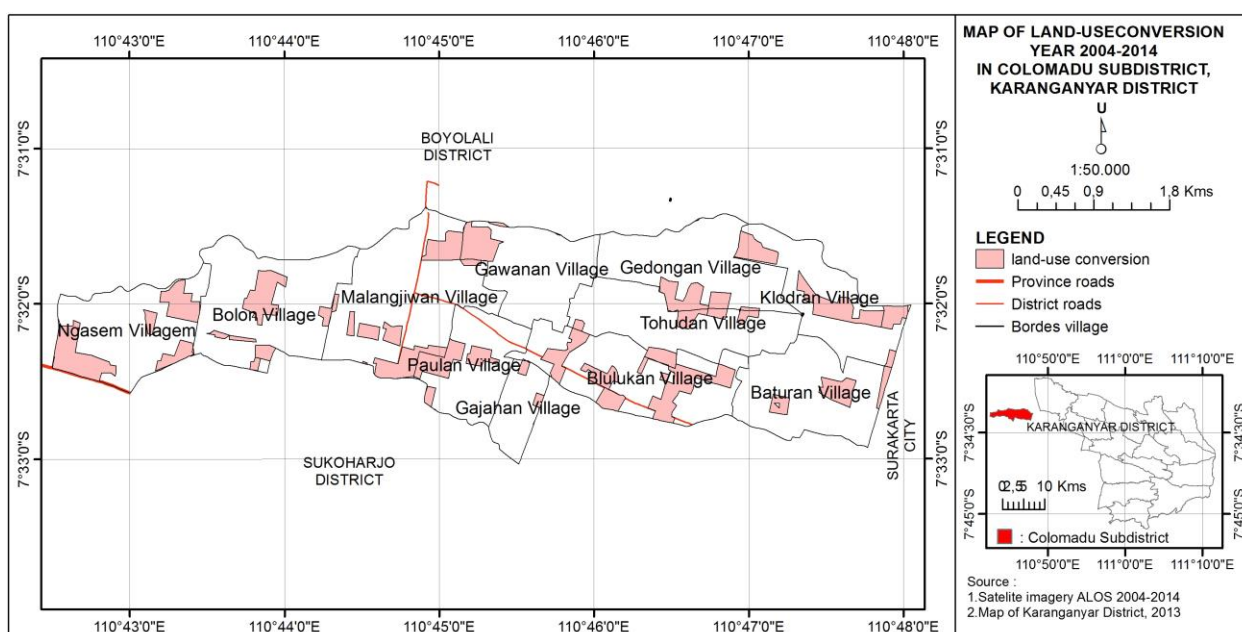 110°43'0"E 110°44'0"E 110°45'0"E 110°46'0"E 110°47'0"E 110°48'0"E
7°31'0"S
7°32'0"S
7°33'0"S
BOYOLALI
DISTRICT
Gawanan Village
Gedongan Village
Malangjiwan Village
Klodran Village
Ngasem Villagem
Bolon Village
Tohudan Village
Paulan Village
Blulukan Village
Baturan Village
Gajahan Village
SUKOHARJO
DISTRICT
SURAKARTA
CITY
7°31'0"S
7°32'0"S
7°33'0"S
110°43'0"E 110°44'0"E 110°45'0"E 110°46'0"E 110°47'0"E 110°48'0"E
MAP OF LAND-USECONVERSION
YEAR 2004-2014
IN COLOMADU SUBDISTRICT,
KARANGANYAR DISTRICT
U
1:50.000
0 0,45 0,9 1,8 Kms
LEGEND
land-use conversion
Province roads
District roads
Bordes village
110°50'0"E 111°0'0"E 111°10'0"E
7°34'30"S
7°45'0"S
KARANGANYAR DISTRICT
0 2,5 5 10 Kms
: Colomadu Subdistrict
7°34'30"S
7°45'0"S
110°50'0"E 111°0'0"E 111°10'0"E
Source :
1.Satelite imagery ALOS 2004-2014
2.Map of Karanganyar District, 2013